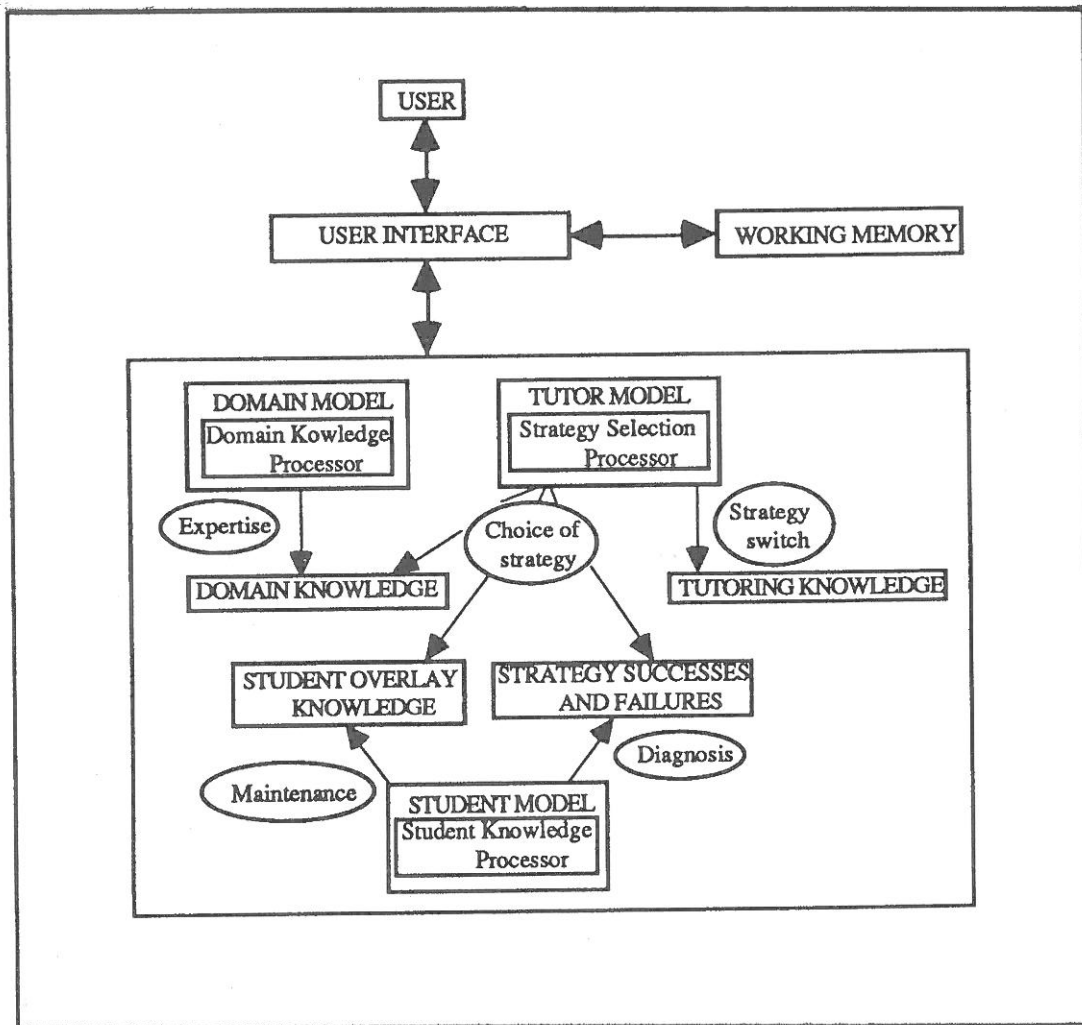 USER
USER INTERFACE
WORKING MEMORY
DOMAIN MODEL
Domain Kowledge
Processor
TUTOR MODEL
Strategy Selection
Processor
Expertise
Choice of
strategy
Strategy
switch
DOMAIN KNOWLEDGE
TUTORING KNOWLEDGE
STUDENT OVERLAY
KNOWLEDGE
STRATEGY SUCCESSES
AND FAILURES
Maintenance
Diagnosis
STUDENT MODEL
Student Knowledge
Processor